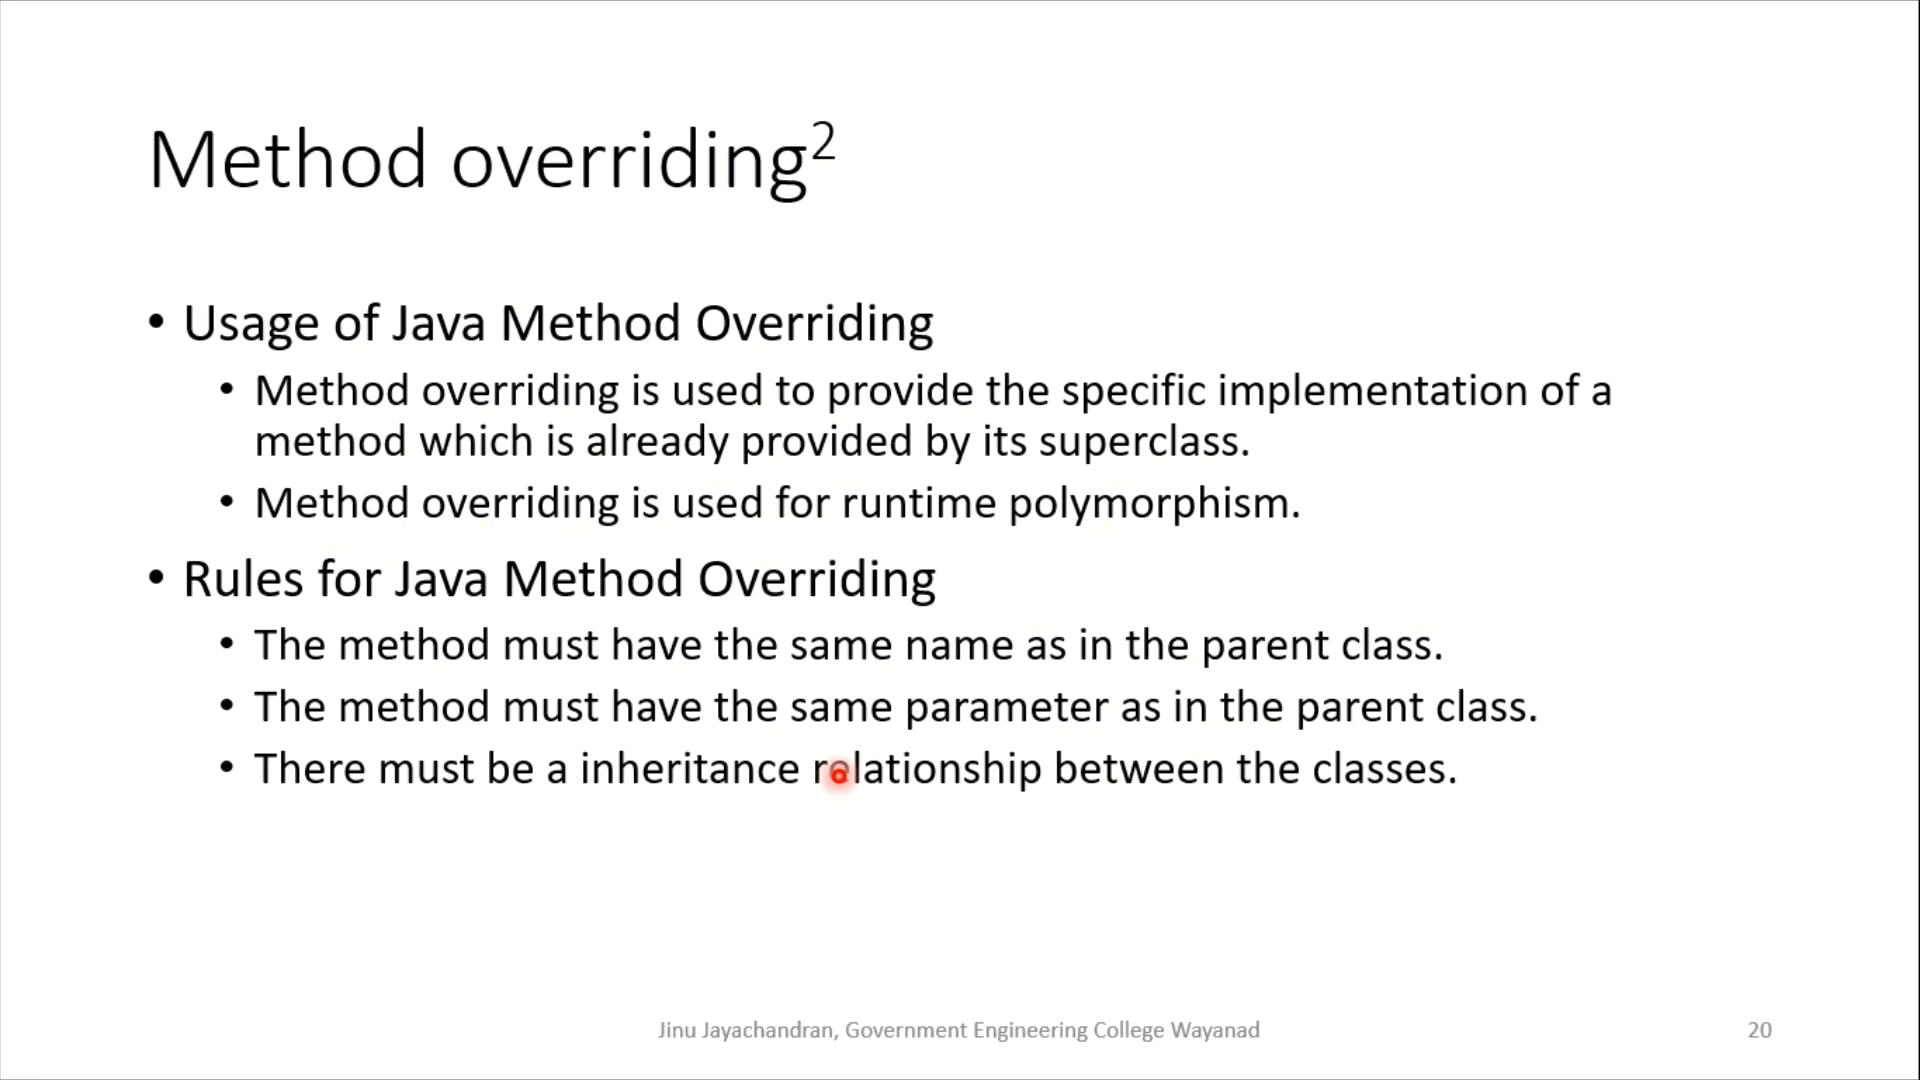 Method overriding²
• Usage of Java Method Overriding
• Method overriding is used to provide the specific implementation of a
method which is already provided by its superclass.
• Method overriding is used for runtime polymorphism.
• Rules for Java Method Overriding
• The method must have the same name as in the parent class.
• The method must have the same parameter as in the parent class.
• There must be a inheritance relationship between the classes.
Jinu Jayachandran, Government Engineering College Wayanad
20